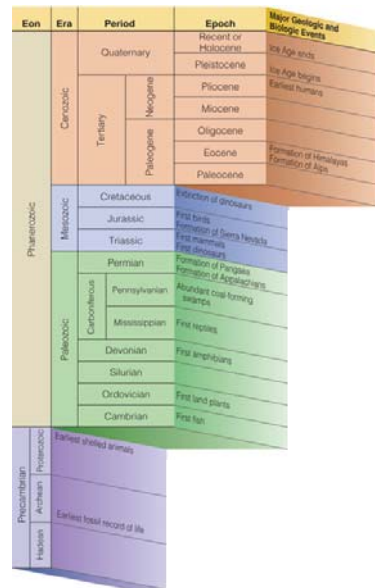 Eon Era Period Epoch Major Geologic and
Biologic Events
Phanerozoic
Cenozoic
Quaternary
Recent or
Holocene
Ice Age ends
Pleistocene
Ice Age begins
Tertiary
Neogene
Pliocene
Earliest humans
Miocene
Paleogene
Oligocene
Eocene
Formation of Himalayas
Formation of Alps
Paleocene
Mesozoic
Cretaceous
Extinction of dinosaurs
Jurassic
First birds
Formation of Sierra Nevada
Triassic
First mammals
First dinosaurs
Paleozoic
Permian
Formation of Pangaea
Formation of Appalachians
Carboniferous
Pennsylvanian
Abundant coal-forming
swamps
Mississippian
First reptiles
Devonian
First amphibians
Silurian
Ordovician
First land plants
Cambrian
First fish
Precambrian
Proterozoic
Earliest shelled animals
Archean
Earliest fossil record of life
Hadean